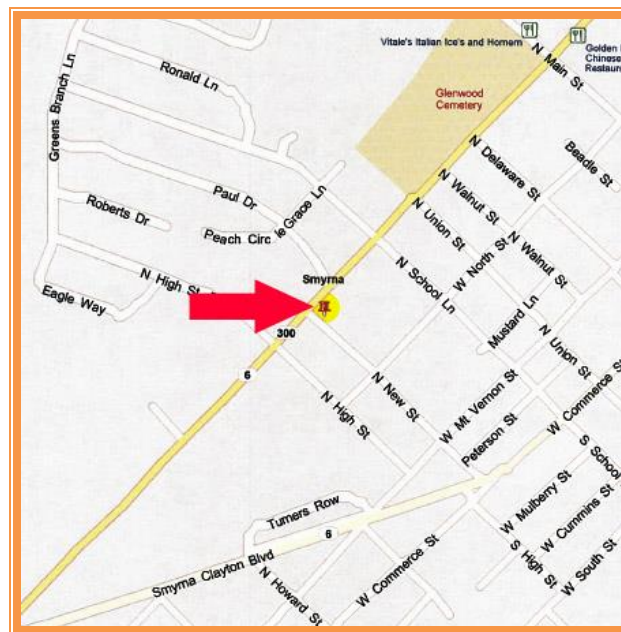 Vitale's Italian Ice's and Homem
Golden
Chinese
Restaur
N Main St
Glenwood
Cemetery
Ronald Ln
Greens Branch Ln
N Delaware St
Beadle St
Paul Dr
le Grace Ln
N Walnut St
Roberts Dr
Peach Circ
N Union St
N Walnut St
W North St
Smyrna
N School Ln
N High St
Eagle Way
Mustard Ln
300
N Union St
6
N New St
W Mt. Vernon St
W Commerce St
N High St
Peterson St
S School
W Mulberry St
Turners Row
W Cummins St
6
Smyrna Clayton Blvd
S High St
W South St
N Howard St
W Commerce St